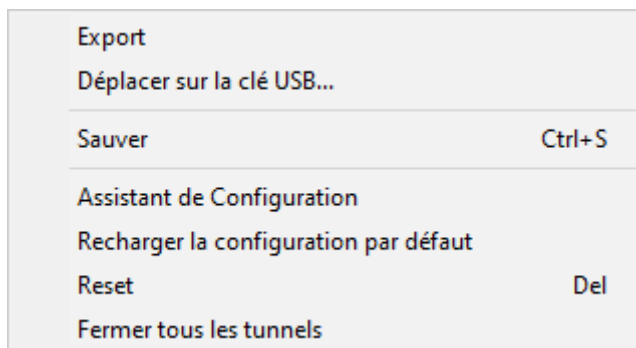 Export
Déplacer sur la clé USB...
Sauver Ctrl+S
Assistant de Configuration
Recharger la configuration par défaut
Reset Del
Fermer tous les tunnels